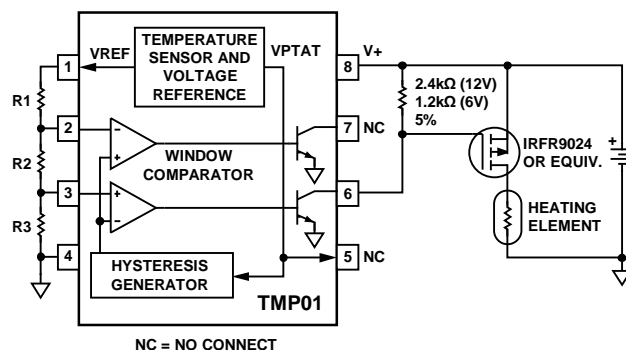 TEMPERATURE
SENSOR AND
VOLTAGE
REFERENCE
VREF
VPTAT
1
2
3
4
R1
R2
R3
8
7
6
5
V+
NC
NC
2.4kΩ (12V)
1.2kΩ (6V)
5%
IRFR9024
OR EQUIV.
HEATING
ELEMENT
+
–
+
WINDOW
COMPARATOR
+
–
HYSTERESIS
GENERATOR
TMP01
NC = NO CONNECT